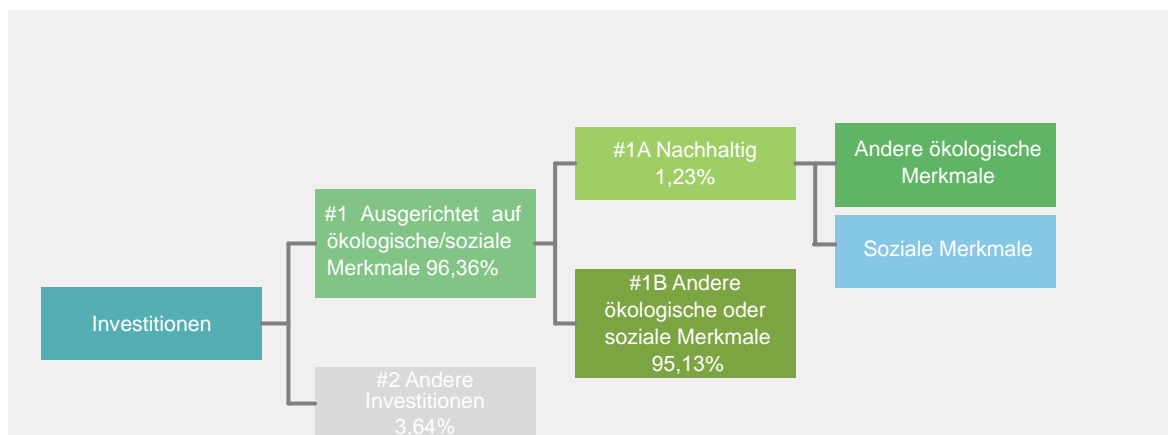 Investitionen
#1 Ausgerichtet auf
ökologische/soziale
Merkmale 96,36%
#2 Andere
Investitionen
3,64%
#1A Nachhaltig
1,23%
#1B Andere
ökologische oder
soziale Merkmale
95,13%
Andere ökologische
Merkmale
Soziale Merkmale